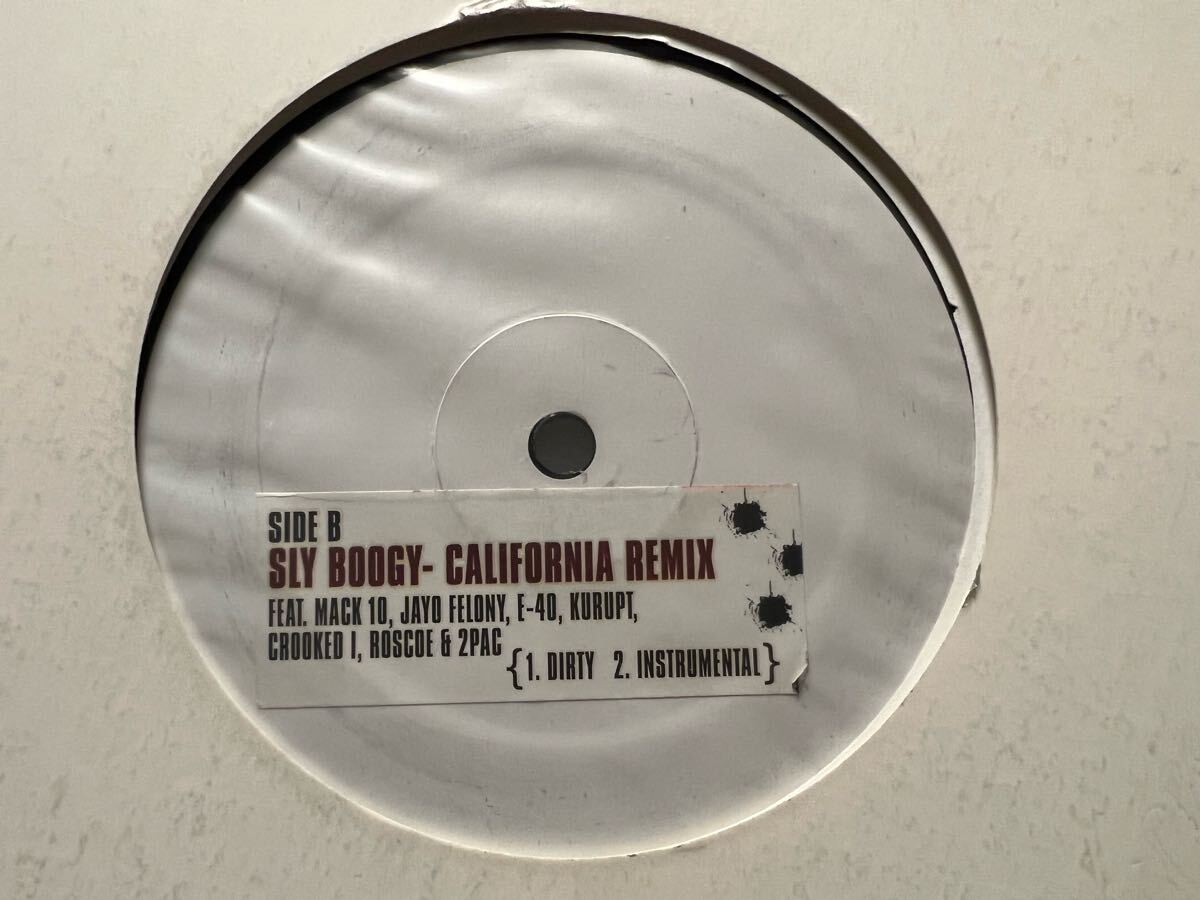 SIDE B
SLY BOOGY- CALIFORNIA REMIX
FEAT. MACK 10, JAYO FELONY, E-40, KURUPT,
CROOKED I, ROSCOE & 2PAC
{1. DIRTY 2. INSTRUMENTAL}